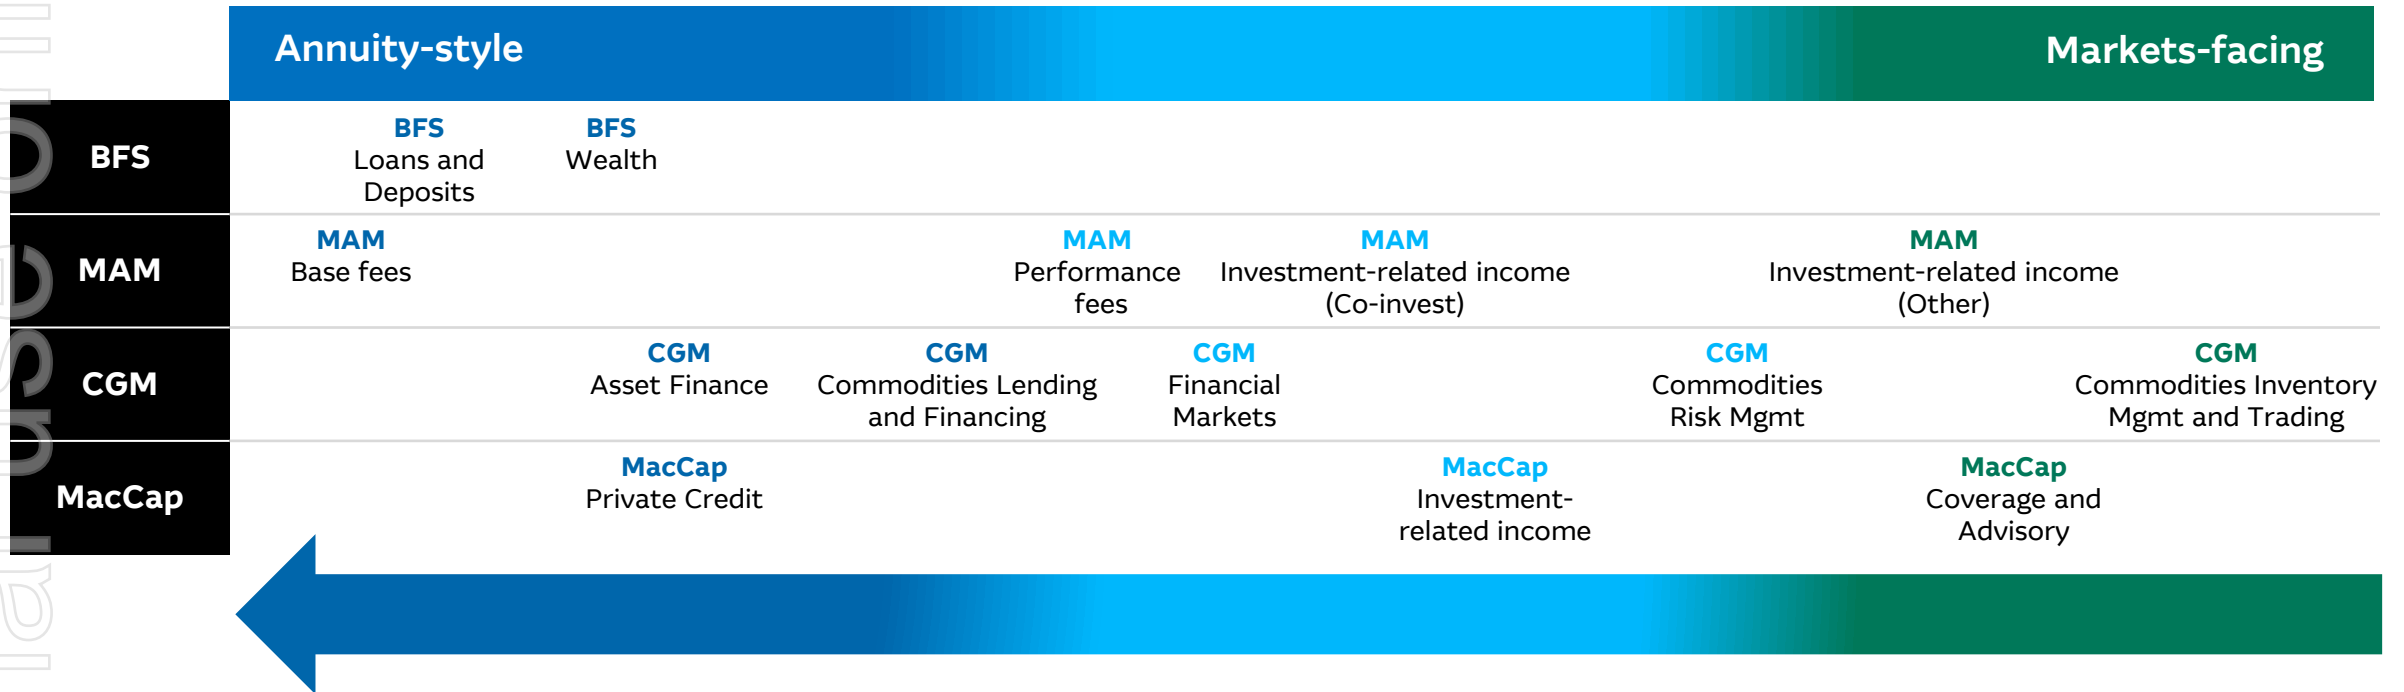 Annuity-style
Markets-facing
BFS
BFS
Loans and
Deposits
BFS
Wealth
MAM
MAM
Base fees
MAM
Performance
fees
MAM
Investment-related income
(Co-invest)
MAM
Investment-related income
(Other)
CGM
CGM
Asset Finance
CGM
Commodities Lending
and Financing
CGM
Financial
Markets
CGM
Commodities
Risk Mgmt
CGM
Commodities Inventory
Mgmt and Trading
MacCap
MacCap
Private Credit
MacCap
Investment-
related income
MacCap
Coverage and
Advisory